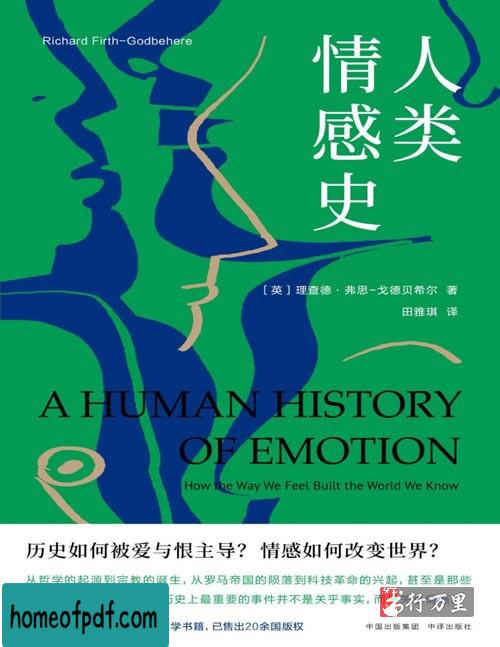 Richard Firth-Godbehere
人类
情感史
[英]理查德·弗思-戈德贝希尔 著
田雅琪 译
A HUMAN HISTORY
OF EMOTION
How the Way We Feel Built the World We Know
历史如何被爱与恨主导？情感如何改变世界？
从哲学的起源到宗教的诞生，从罗马帝国的陨落到科技革命的兴起，甚至是那些
历史上最重要的事件并不是关乎事实，而
学书籍，已售出20余国版权
中国出版集团 中译出版社
homeofpdf.com
书行万里